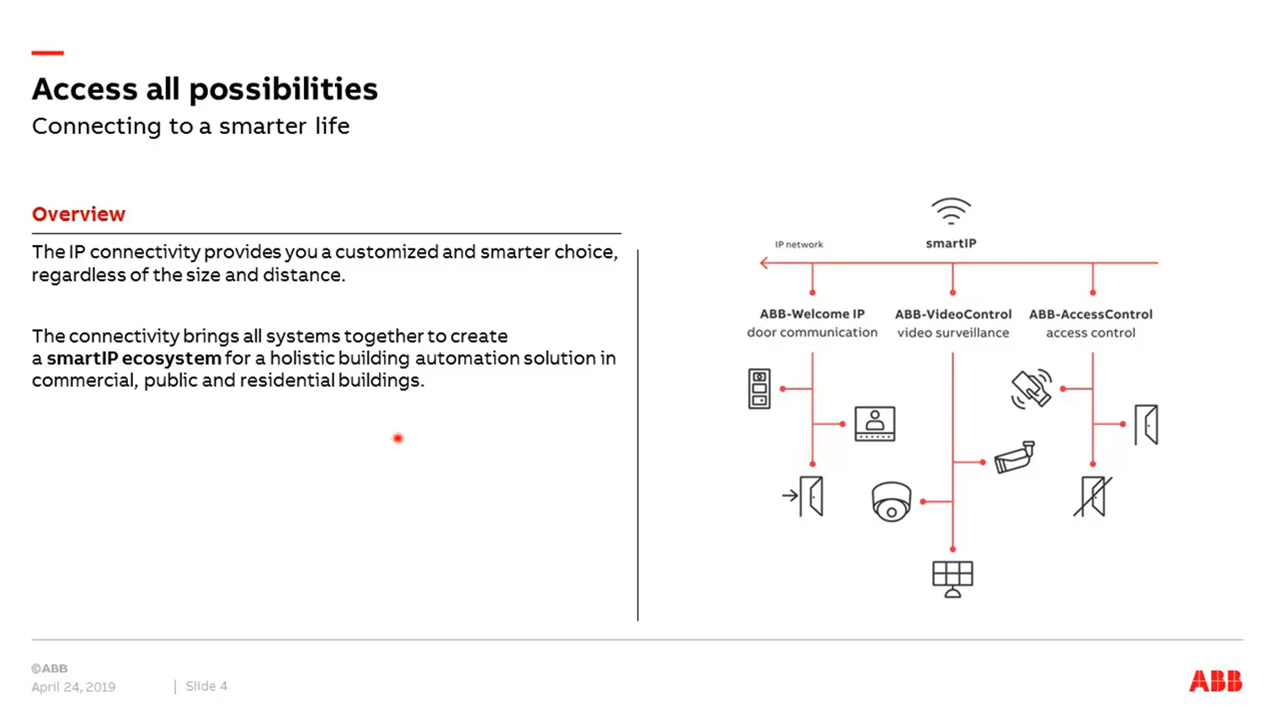 Access all possibilities
Connecting to a smarter life
Overview
The IP connectivity provides you a customized and smarter choice,
regardless of the size and distance.
The connectivity brings all systems together to create
a smartIP ecosystem for a holistic building automation solution in
commercial, public and residential buildings.
IP network
smartIP
ABB-Welcome IP
door communication
ABB-VideoControl
video surveillance
ABB-AccessControl
access control
©ABB
April 24, 2019
Slide 4
ABB